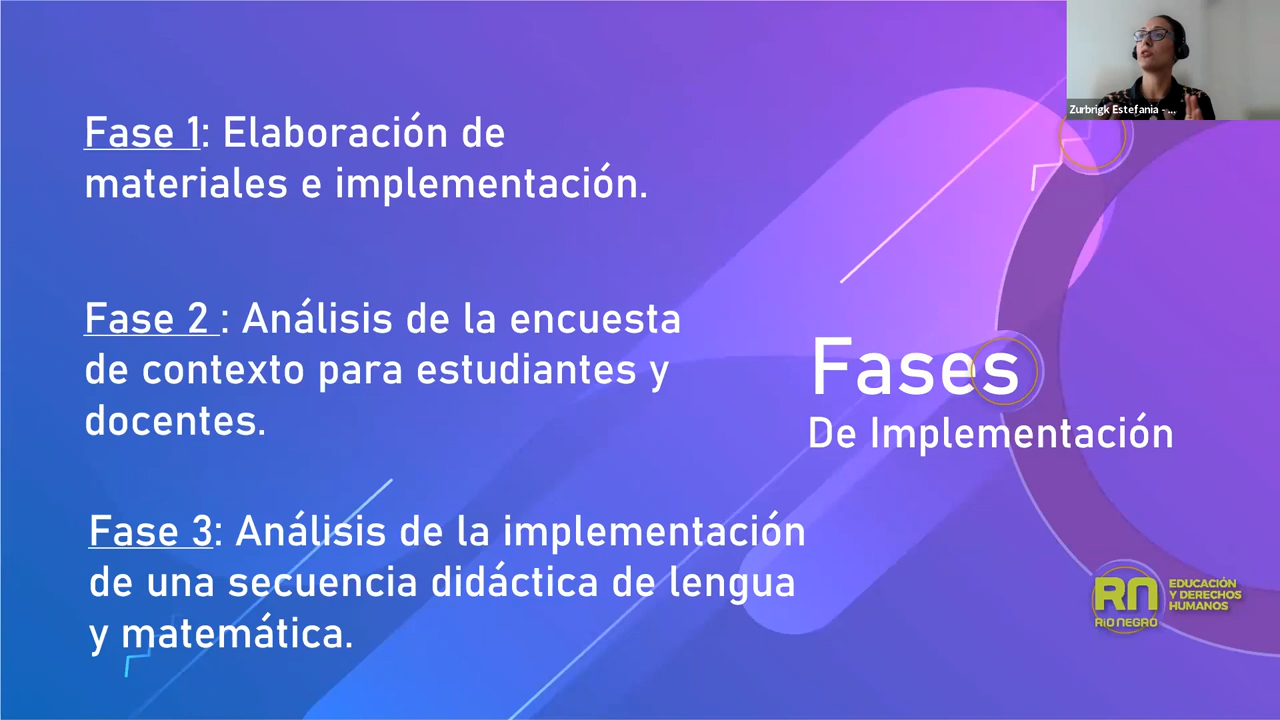 Zurbrigk Estefania - ...
Fase 1: Elaboración de
materiales e implementación.
Fase 2 : Análisis de la encuesta
de contexto para estudiantes y
docentes.
Fase 3: Análisis de la implementación
de una secuencia didáctica de lengua
y matemática.
Fases
De Implementación
RN
RIO NEGRO
EDUCACIÓN
Y DERECHOS
HUMANOS